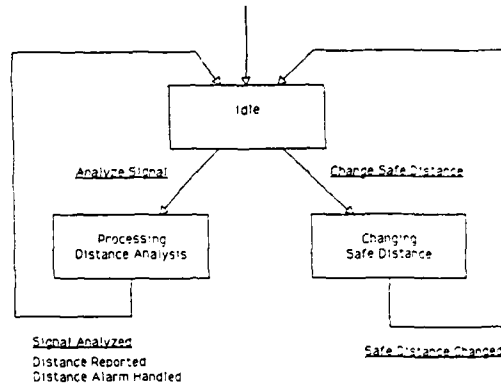 Idle
Analyze Signal
Change Safe Distance
Processing
Distance Analysis
Changing
Safe Distance
Signal Analyzed
Distance Reported
Distance Alarm Handled
Safe Distance Changed